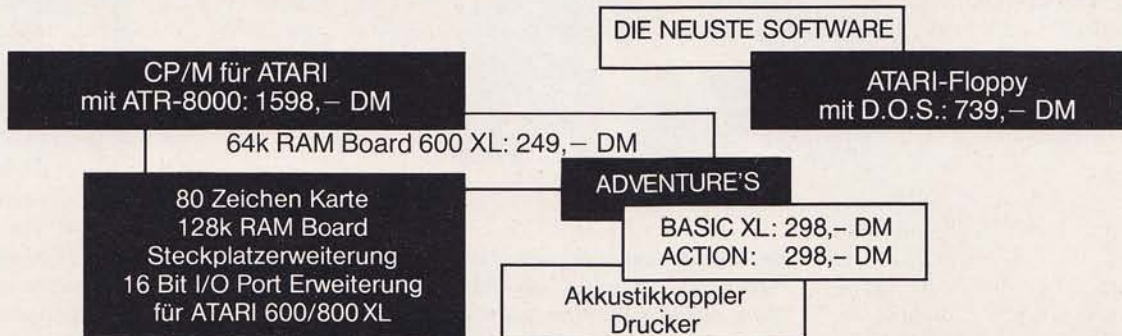 DIE NEUSTE SOFTWARE
CP/M für ATARI
mit ATR-8000: 1598,– DM
ATARI-Floppy
mit D.O.S.: 739,– DM
64k RAM Board 600 XL: 249,– DM
80 Zeichen Karte
128k RAM Board
Steckplatzerweiterung
16 Bit I/O Port Erweiterung
für ATARI 600/800 XL
ADVENTURE'S
BASIC XL: 298,– DM
ACTION: 298,– DM
Akkustikkoppler
Drucker